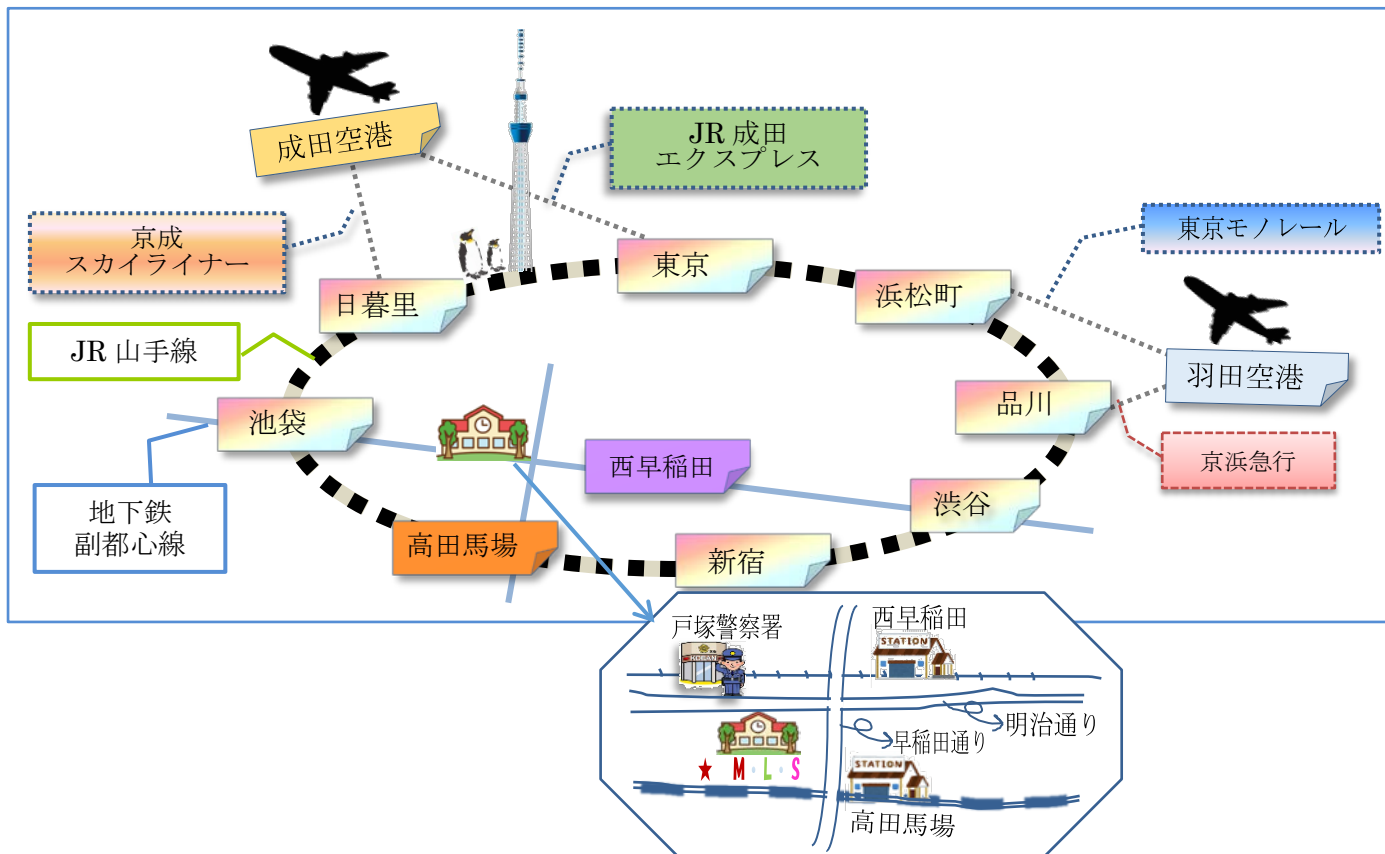 成田空港
JR 成田
エクスプレス
京成
スカイライナー
東京モノレール
東京
日暮里
浜松町
JR 山手線
羽田空港
品川
池袋
西早稲田
京浜急行
渋谷
地下鉄
副都心線
高田馬場
新宿
戸塚警察署
西早稲田
KOBAN
STATION
明治通り
早稲田通り
★ M・L・S
STATION
高田馬場